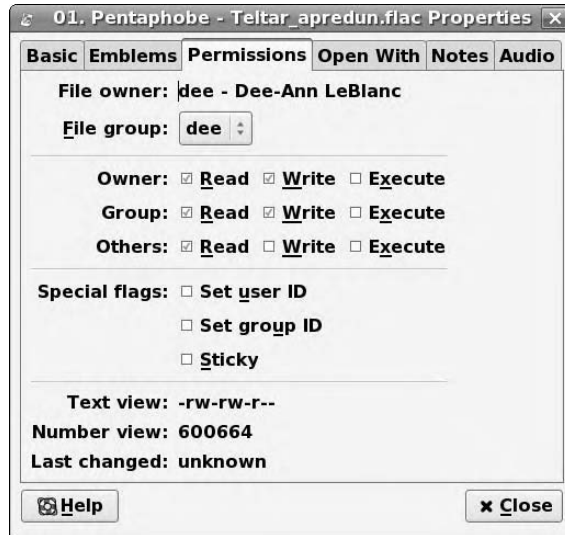 01. Pentaphobe - Teltar_apredun.flac Properties
Basic Emblems Permissions Open With Notes Audio
File owner: dee - Dee-Ann LeBlanc
File group: dee
Owner: Read Write Execute
Group: Read Write Execute
Others: Read Write Execute
Special flags: Set user ID
Set group ID
Sticky
Text view: -rw-rw-r--
Number view: 600664
Last changed: unknown
Help Close